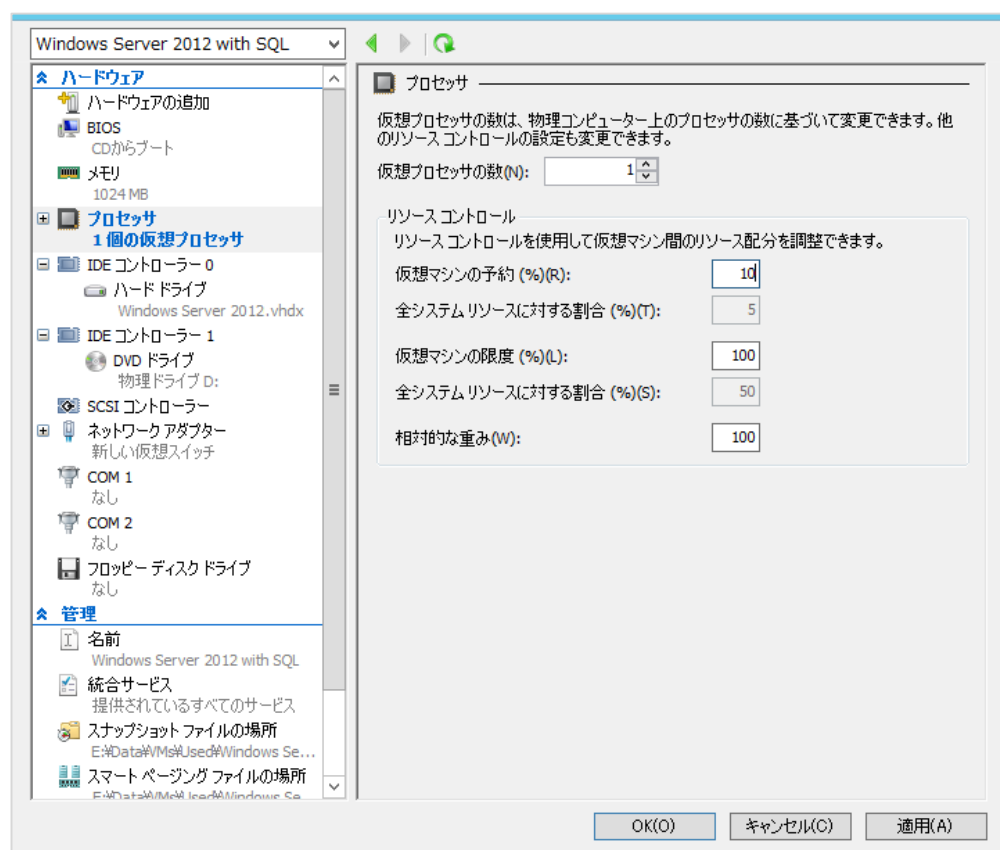 Windows Server 2012 with SQL
ハードウェア
ハードウェアの追加
BIOS
CDからブート
メモリ
1024 MB
プロセッサ
1 個の仮想プロセッサ
IDE コントローラー 0
ハード ドライブ
Windows Server 2012.vhdx
IDE コントローラー 1
DVD ドライブ
物理ドライブ D:
SCSI コントローラー
ネットワーク アダプター
新しい仮想スイッチ
COM 1
なし
COM 2
なし
フロッピー ディスク ドライブ
なし
管理
名前
Windows Server 2012 with SQL
統合サービス
提供されているすべてのサービス
スナップショット ファイルの場所
E:¥Data¥VMs¥Used¥Windows Se...
スマート ページング ファイルの場所
E:¥Data¥VMs¥Used¥Windows Se
プロセッサ
仮想プロセッサの数は、物理コンピューター上のプロセッサの数に基づいて変更できます。他
のリソース コントロールの設定も変更できます。
仮想プロセッサの数(N): 1
リソース コントロール
リソース コントロールを使用して仮想マシン間のリソース配分を調整できます。
仮想マシンの予約 (%)(R): 10
全システム リソースに対する割合 (%)(T): 5
仮想マシンの限度 (%)(L): 100
全システム リソースに対する割合 (%)(S): 50
相対的な重み(W): 100
OK(O) キャンセル(C) 適用(A)